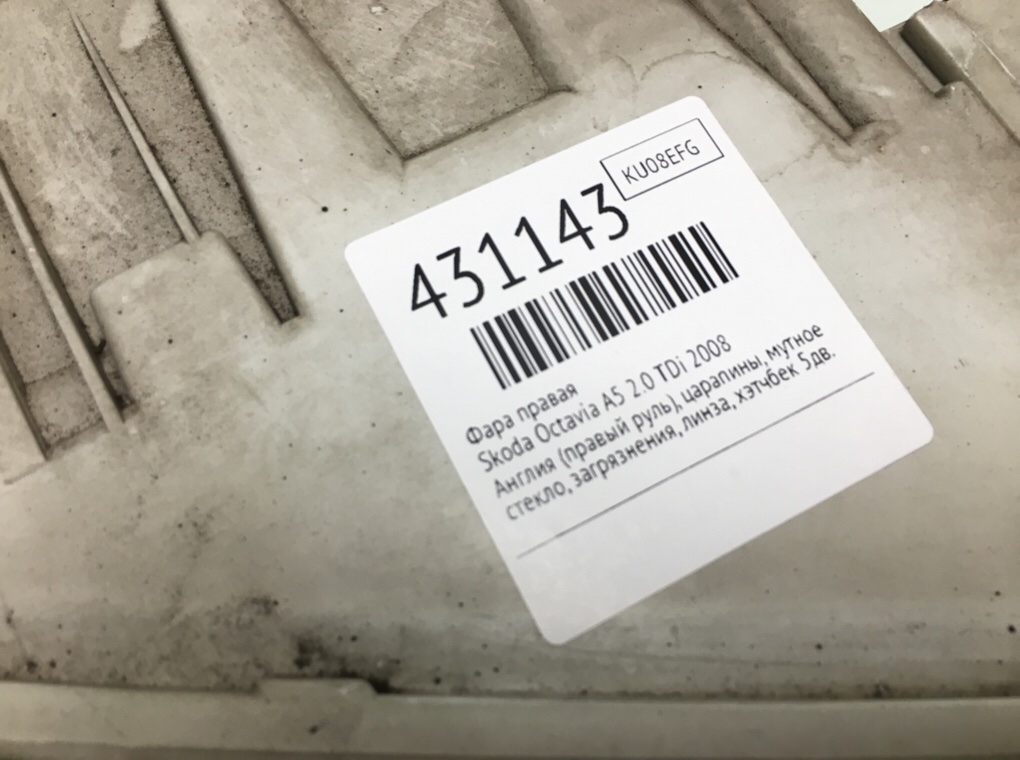 KU08EFG
431143
Фара правая
Skoda Octavia A5 2.0 TDi 2008
Англия (правый руль), царапины, мутное
стекло, загрязнения, линза, хэтчбек 5дв.